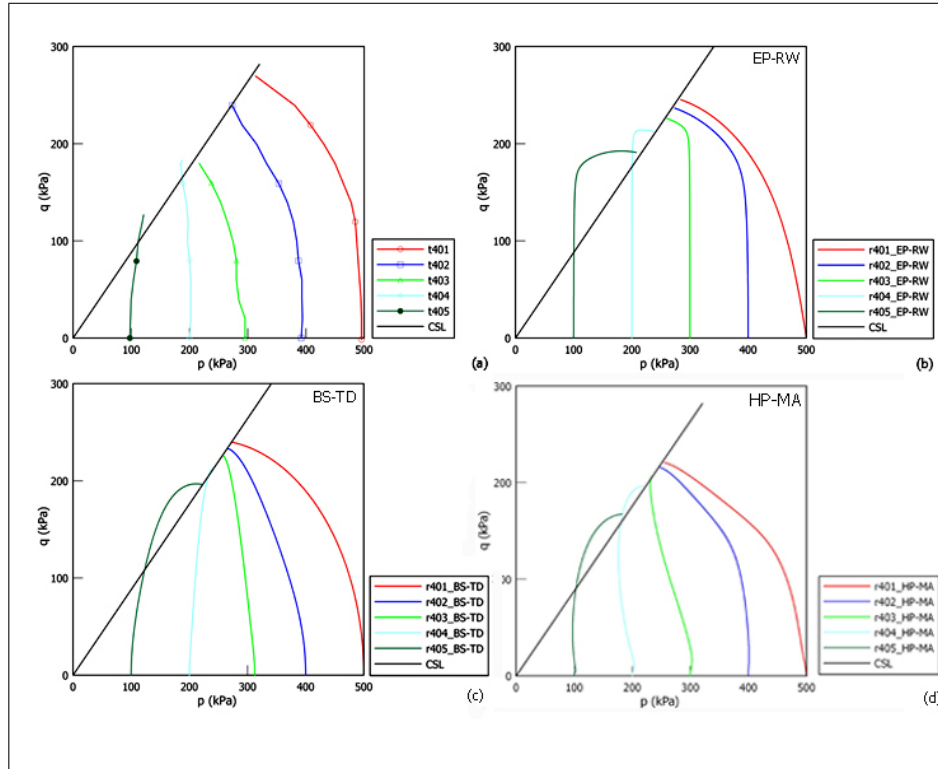 300
200
100
0
q (kPa)
0 100 200 300 400 500
p (kPa)
t401
t402
t403
t404
t405
CSL
(a)
EP-RW
300
200
100
0
q (kPa)
0 100 200 300 400 500
p (kPa)
r401_EP-RW
r402_EP-RW
r403_EP-RW
r404_EP-RW
r405_EP-RW
CSL
(b)
BS-TD
300
200
100
0
q (kPa)
0 100 200 300 400 500
p (kPa)
r401_BS-TD
r402_BS-TD
r403_BS-TD
r404_BS-TD
r405_BS-TD
CSL
(c)
HP-MA
300
200
100
0
q (kPa)
0 100 200 300 400 500
p (kPa)
r401_HP-MA
r402_HP-MA
r403_HP-MA
r404_HP-MA
r405_HP-MA
CSL
(d)